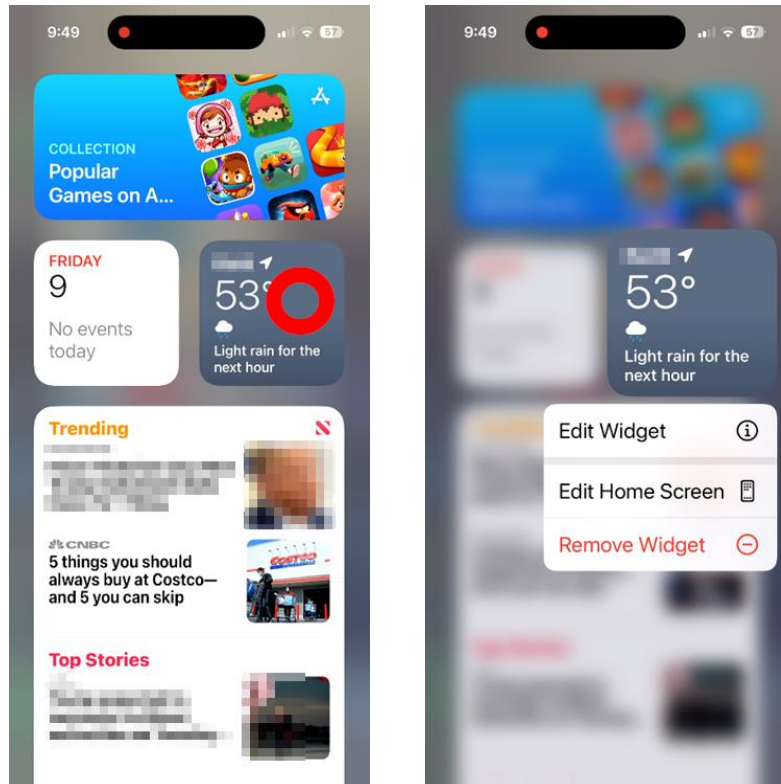 9:49
57
COLLECTION
Popular
Games on A...
FRIDAY
9
No events
today
53°
Light rain for the
next hour
Trending
CNBC
5 things you should
always buy at Costco—
and 5 you can skip
COSTCO
Top Stories
9:49
57
53°
Light rain for the
next hour
Edit Widget
Edit Home Screen
Remove Widget